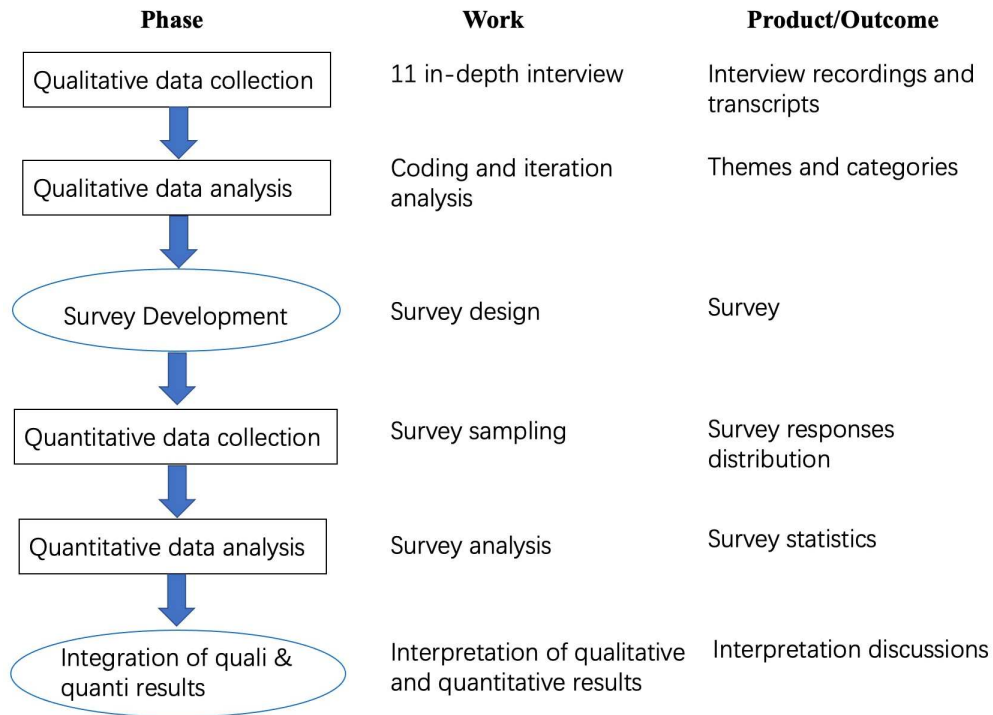 Phase Work Product/Outcome
Qualitative data collection
11 in-depth interview
Interview recordings and
transcripts
Qualitative data analysis
Coding and iteration
analysis
Themes and categories
Survey Development
Survey design
Survey
Quantitative data collection
Survey sampling
Survey responses
distribution
Quantitative data analysis
Survey analysis
Survey statistics
Integration of quali &
quanti results
Interpretation of qualitative
and quantitative results
Interpretation discussions